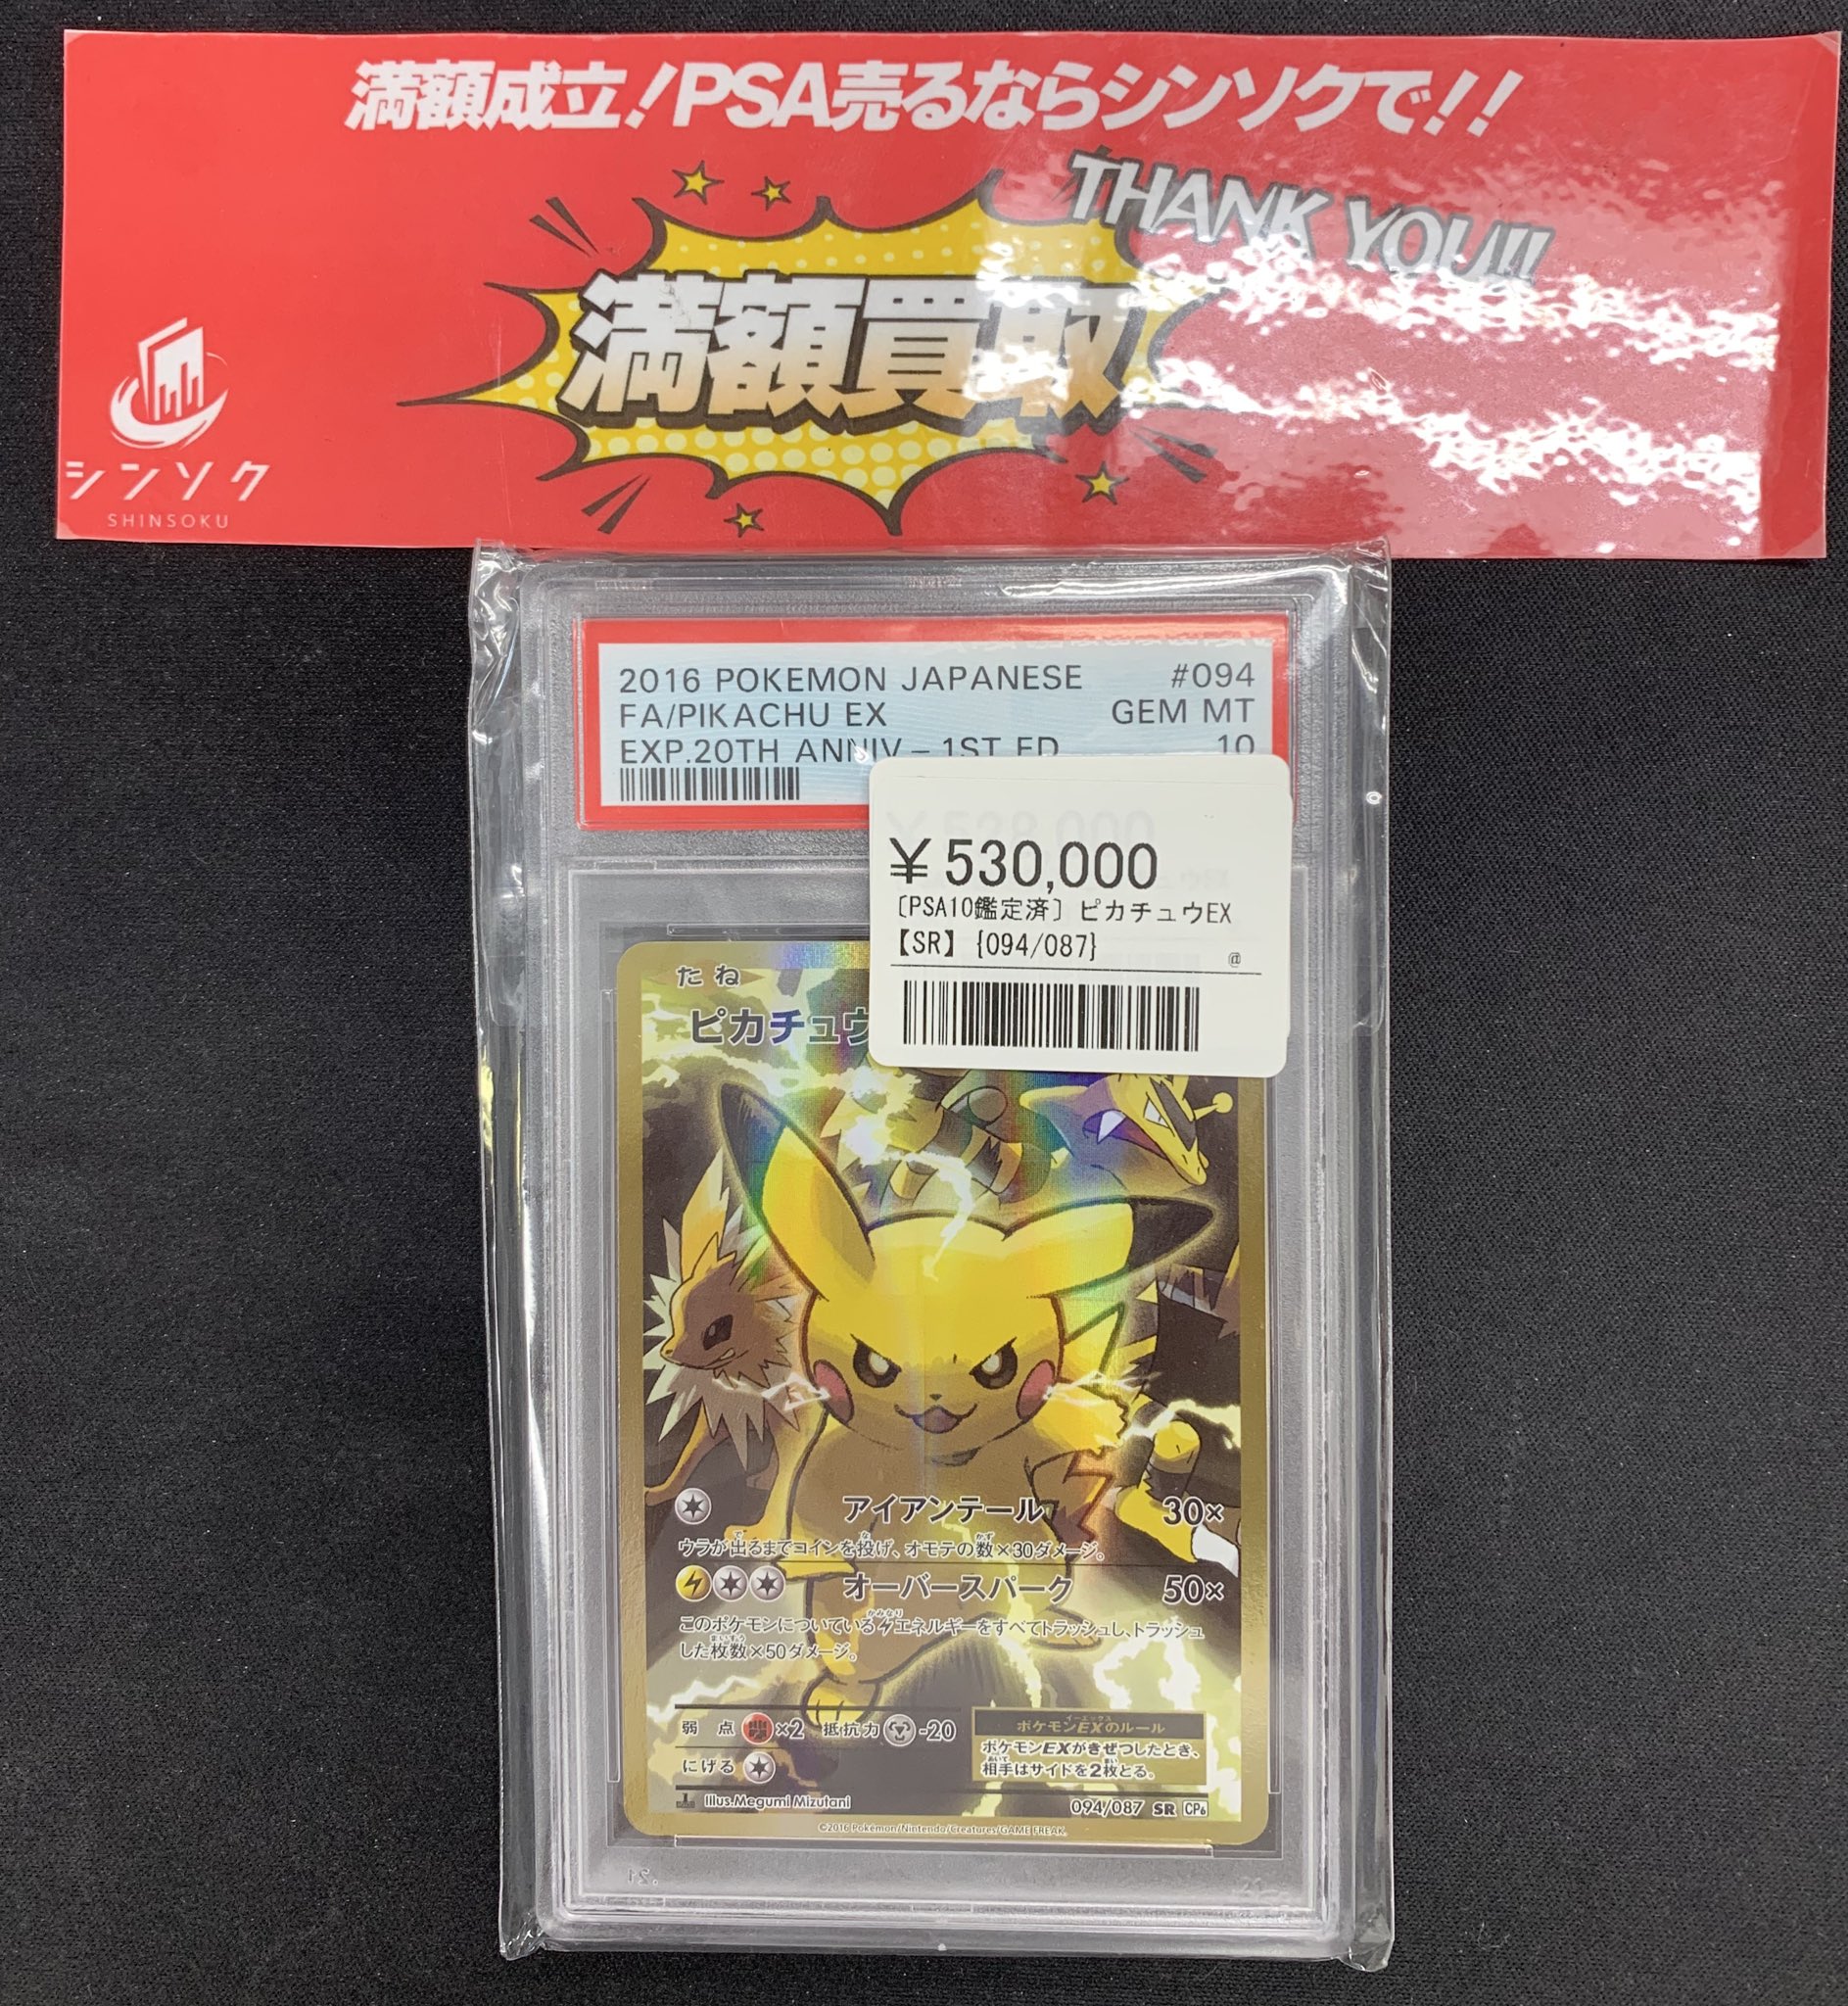 満額成立!PSA売るならシンソクで!!
THANK YOU!!
満額買取
シンソク
SHINSOKU
2016 POKEMON JAPANESE #094
FA/PIKACHU EX GEM MT
EXP.20TH ANNIV-1ST ED 10
¥530,000
〔PSA10鑑定済〕ピカチュウEX
【SR】{094/087}
@
たね
ピカチュウ
アイアンテール 30×
ウラが出るまでコインを投げ、オモテの数×30ダメージ。
オーバースパーク 50×
このポケモンについているエネルギーをすべてトラッシュし、トラッシュ
した枚数×50ダメージ。
弱点 ×2 抵抗力 -20
にげる
ポケモンEXのルール
ポケモンEXがきぜつしたとき、
相手はサイドを2枚とる。
Illus.Megumi Mizutani
094/087 SR CP6
©2016 Pokémon/Nintendo/Creatures/GAME FREAK.